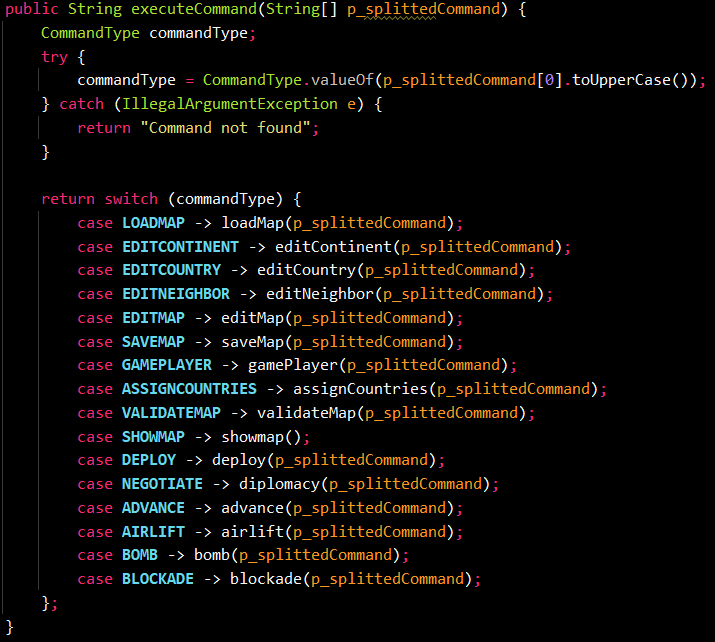 public String executeCommand(String[] p_splittedCommand) {
CommandType commandType;
try {
commandType = CommandType.valueOf(p_splittedCommand[0].toUpperCase());
} catch (IllegalArgumentException e) {
return "Command not found";
}
return switch (commandType) {
case LOADMAP -> loadMap(p_splittedCommand);
case EDITCONTINENT -> editContinent(p_splittedCommand);
case EDITCOUNTRY -> editCountry(p_splittedCommand);
case EDITNEIGHBOR -> editNeighbor(p_splittedCommand);
case EDITMAP -> editMap(p_splittedCommand);
case SAVEMAP -> saveMap(p_splittedCommand);
case GAMEPLAYER -> gamePlayer(p_splittedCommand);
case ASSIGNCOUNTRIES -> assignCountries(p_splittedCommand);
case VALIDATEMAP -> validateMap(p_splittedCommand);
case SHOWMAP -> showmap();
case DEPLOY -> deploy(p_splittedCommand);
case NEGOTIATE -> diplomacy(p_splittedCommand);
case ADVANCE -> advance(p_splittedCommand);
case AIRLIFT -> airlift(p_splittedCommand);
case BOMB -> bomb(p_splittedCommand);
case BLOCKADE -> blockade(p_splittedCommand);
};
}